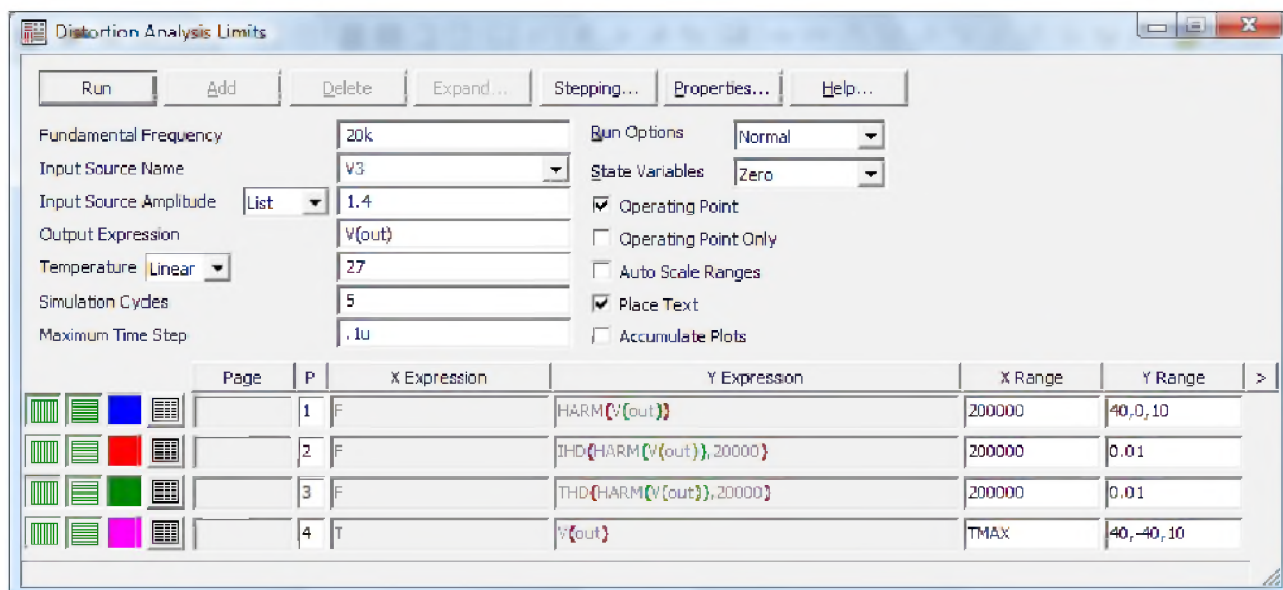 Distortion Analysis Limits
Run Add Delete Expand... Stepping... Properties... Help...
Fundamental Frequency 20k Run Options Normal
Input Source Name V3 State Variables Zero
Input Source Amplitude List 1.4 Operating Point
Output Expression V(out) Operating Point Only
Temperature Linear 27 Auto Scale Ranges
Simulation Cycles 5 Place Text
Maximum Time Step .1u Accumulate Plots
Page P X Expression Y Expression X Range Y Range >
1 F HARM(V(out)) 200000 40,0,10
2 F IHD(HARM(V(out)),20000) 200000 0.01
3 F THD(HARM(V(out)),20000) 200000 0.01
4 T V(out) TMAX 40,-40,10